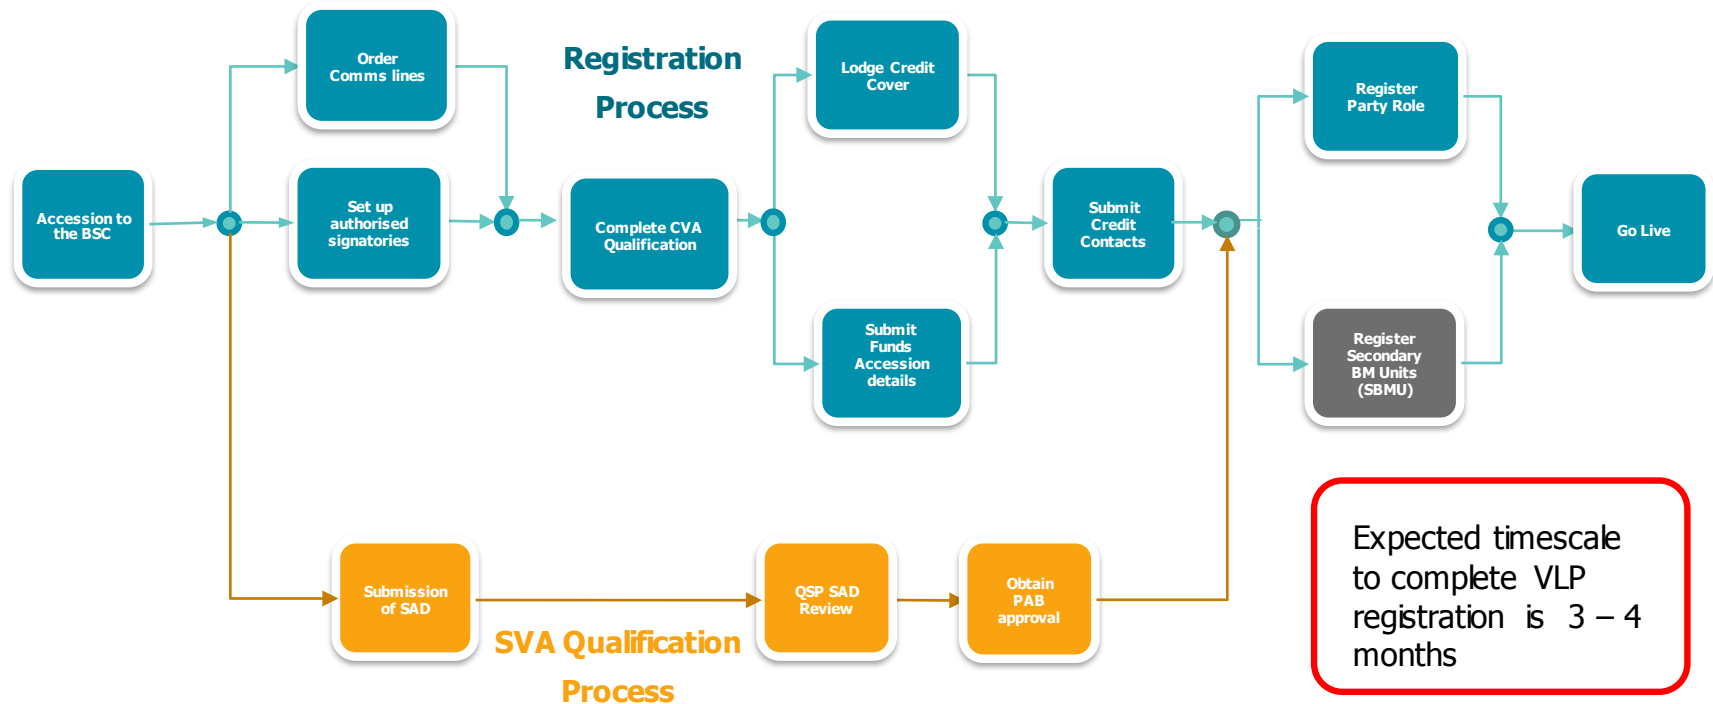 Order
Comms lines
Registration
Process
Lodge Credit
Cover
Register
Party Role
Accession to
the BSC
Set up
authorised
signatories
Complete CVA
Qualification
Submit
Credit
Contacts
Go Live
Submit
Funds
Accession
details
Register
Secondary
BM Units
(SBMU)
Submission
of SAD
QSP SAD
Review
Obtain
PAB
approval
SVA Qualification
Process
Expected timescale
to complete VLP
registration is 3 – 4
months